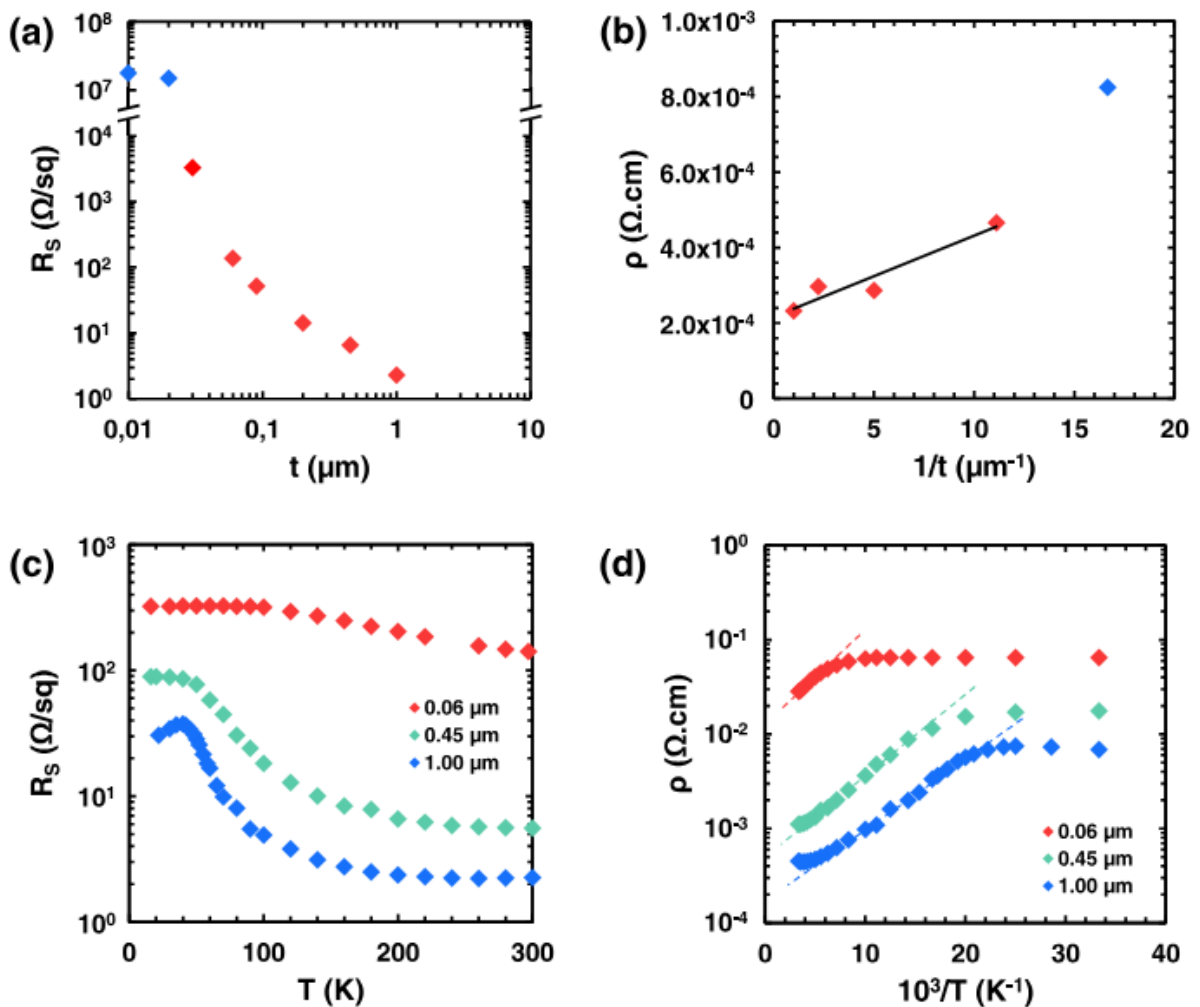 (a)
10⁸
10⁷
10⁴
10³
10²
10¹
10⁰
R_S (Ω/sq)
0,01 0,1 1 10
t (µm)
(b)
1.0x10⁻³
8.0x10⁻⁴
6.0x10⁻⁴
4.0x10⁻⁴
2.0x10⁻⁴
0
ρ (Ω.cm)
0 5 10 15 20
1/t (µm⁻¹)
(c)
10³
10²
10¹
10⁰
R_S (Ω/sq)
0.06 µm
0.45 µm
1.00 µm
0 100 200 300
T (K)
(d)
10⁰
10⁻¹
10⁻²
10⁻³
10⁻⁴
ρ (Ω.cm)
0.06 µm
0.45 µm
1.00 µm
0 10 20 30 40
10³/T (K⁻¹)